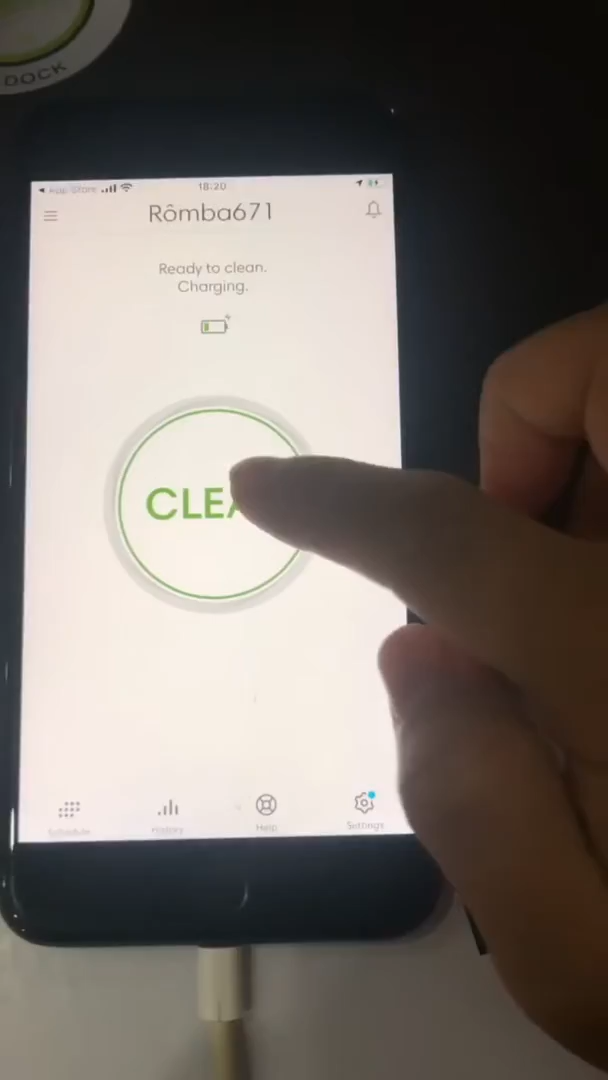 DOCK
App Store
18:20
Rômba671
Ready to clean.
Charging.
CLEA
Schedule
History
Help
Settings